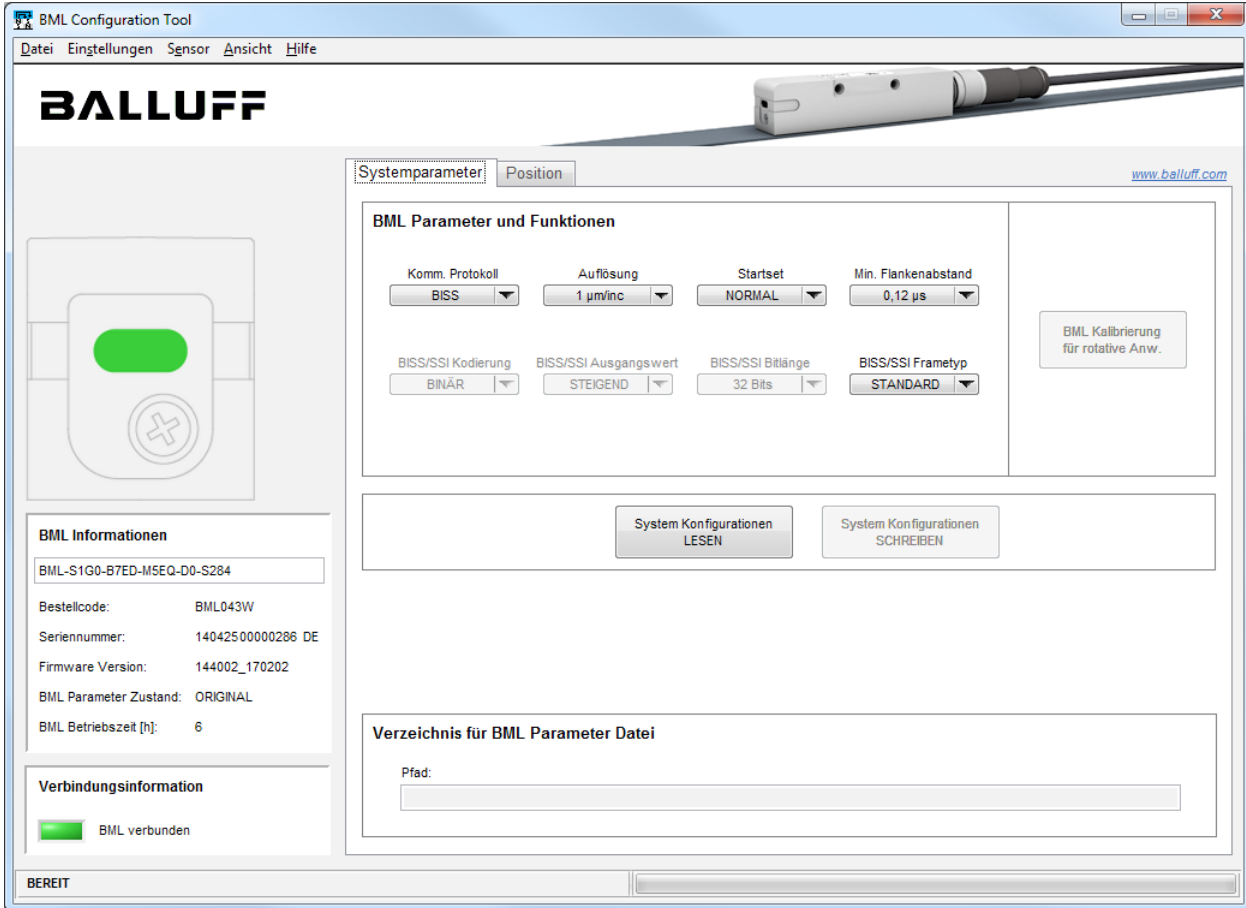 BML Configuration Tool
Datei Einstellungen Sensor Ansicht Hilfe
BALLUFF
Systemparameter Position
www.balluff.com
BML Parameter und Funktionen
Komm. Protokoll Auflösung Startset Min. Flankenabstand
BISS 1 µm/inc NORMAL 0,12 µs
BML Kalibrierung
für rotative Anw.
BISS/SSI Kodierung BISS/SSI Ausgangswert BISS/SSI Bitlänge BISS/SSI Frametyp
BINÄR STEIGEND 32 Bits STANDARD
System Konfigurationen
LESEN
System Konfigurationen
SCHREIBEN
BML Informationen
BML-S1G0-B7ED-M5EQ-D0-S284
Bestellcode: BML043W
Seriennummer: 14042500000286 DE
Firmware Version: 144002_170202
BML Parameter Zustand: ORIGINAL
BML Betriebszeit [h]: 6
Verzeichnis für BML Parameter Datei
Pfad:
Verbindungsinformation
BML verbunden
BEREIT